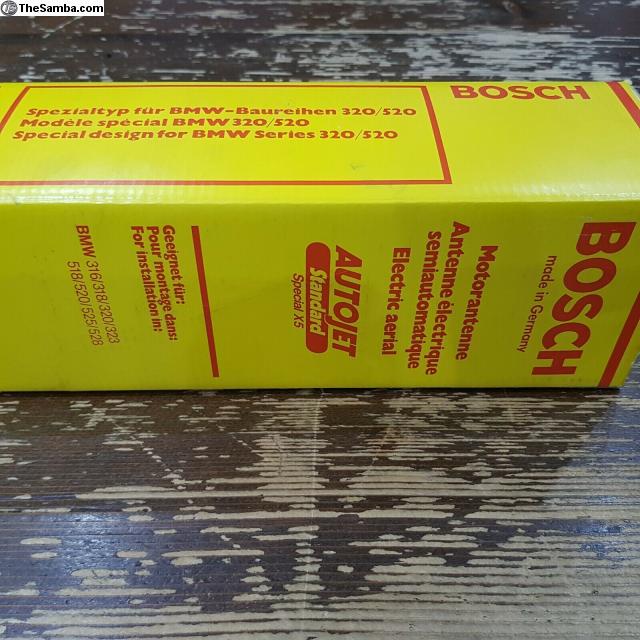 TheSamba.com
BOSCH
Spezialtyp für BMW-Baureihen 320/520
Modèle spécial BMW 320/520
Special design for BMW Series 320/520
BOSCH
made in Germany
Motorantenne
Antenne électrique
semiautomatique
Electric aerial
AUTOJET
Standard
Special X5
Geeignet für:
Pour montage dans:
For installation in:
BMW 316/318/320/323
518/520/525/528